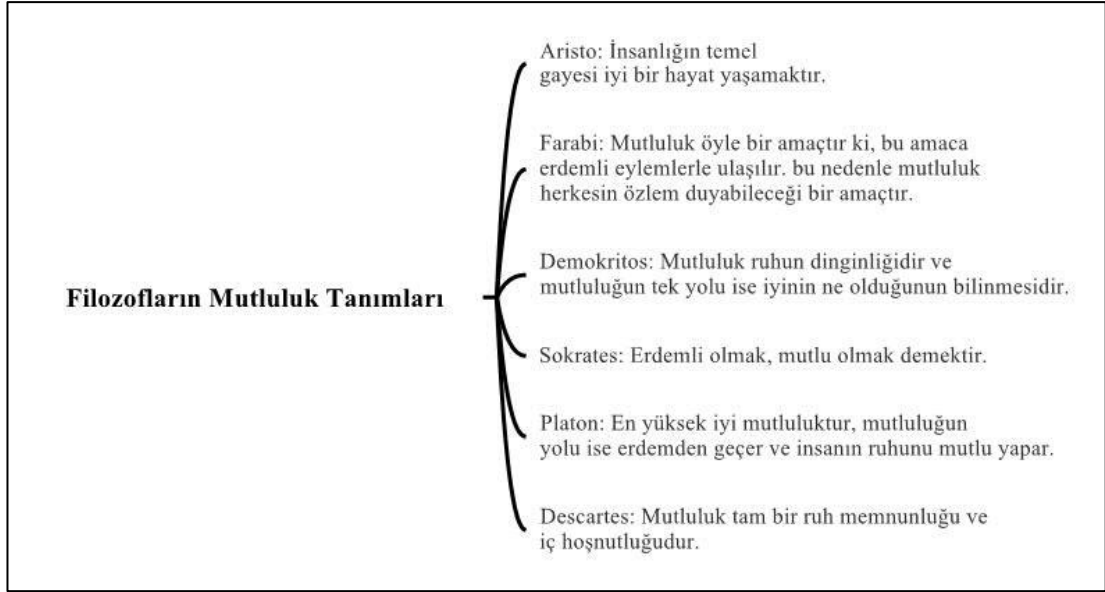 Filozofların Mutluluk Tanımları
Aristo: İnsanlığın temel
gayesi iyi bir hayat yaşamaktır.
Farabi: Mutluluk öyle bir amaçtır ki, bu amaca
erdemli eylemlerle ulaşılır. bu nedenle mutluluk
herkesin özlem duyabileceği bir amaçtır.
Demokritos: Mutluluk ruhun dinginliğidir ve
mutluluğun tek yolu ise iyinin ne olduğunun bilinmesidir.
Sokrates: Erdemli olmak, mutlu olmak demektir.
Platon: En yüksek iyi mutluluktur, mutluluğun
yolu ise erdemden geçer ve insanın ruhunu mutlu yapar.
Descartes: Mutluluk tam bir ruh memnunluğu ve
iç hoşnutluğudur.